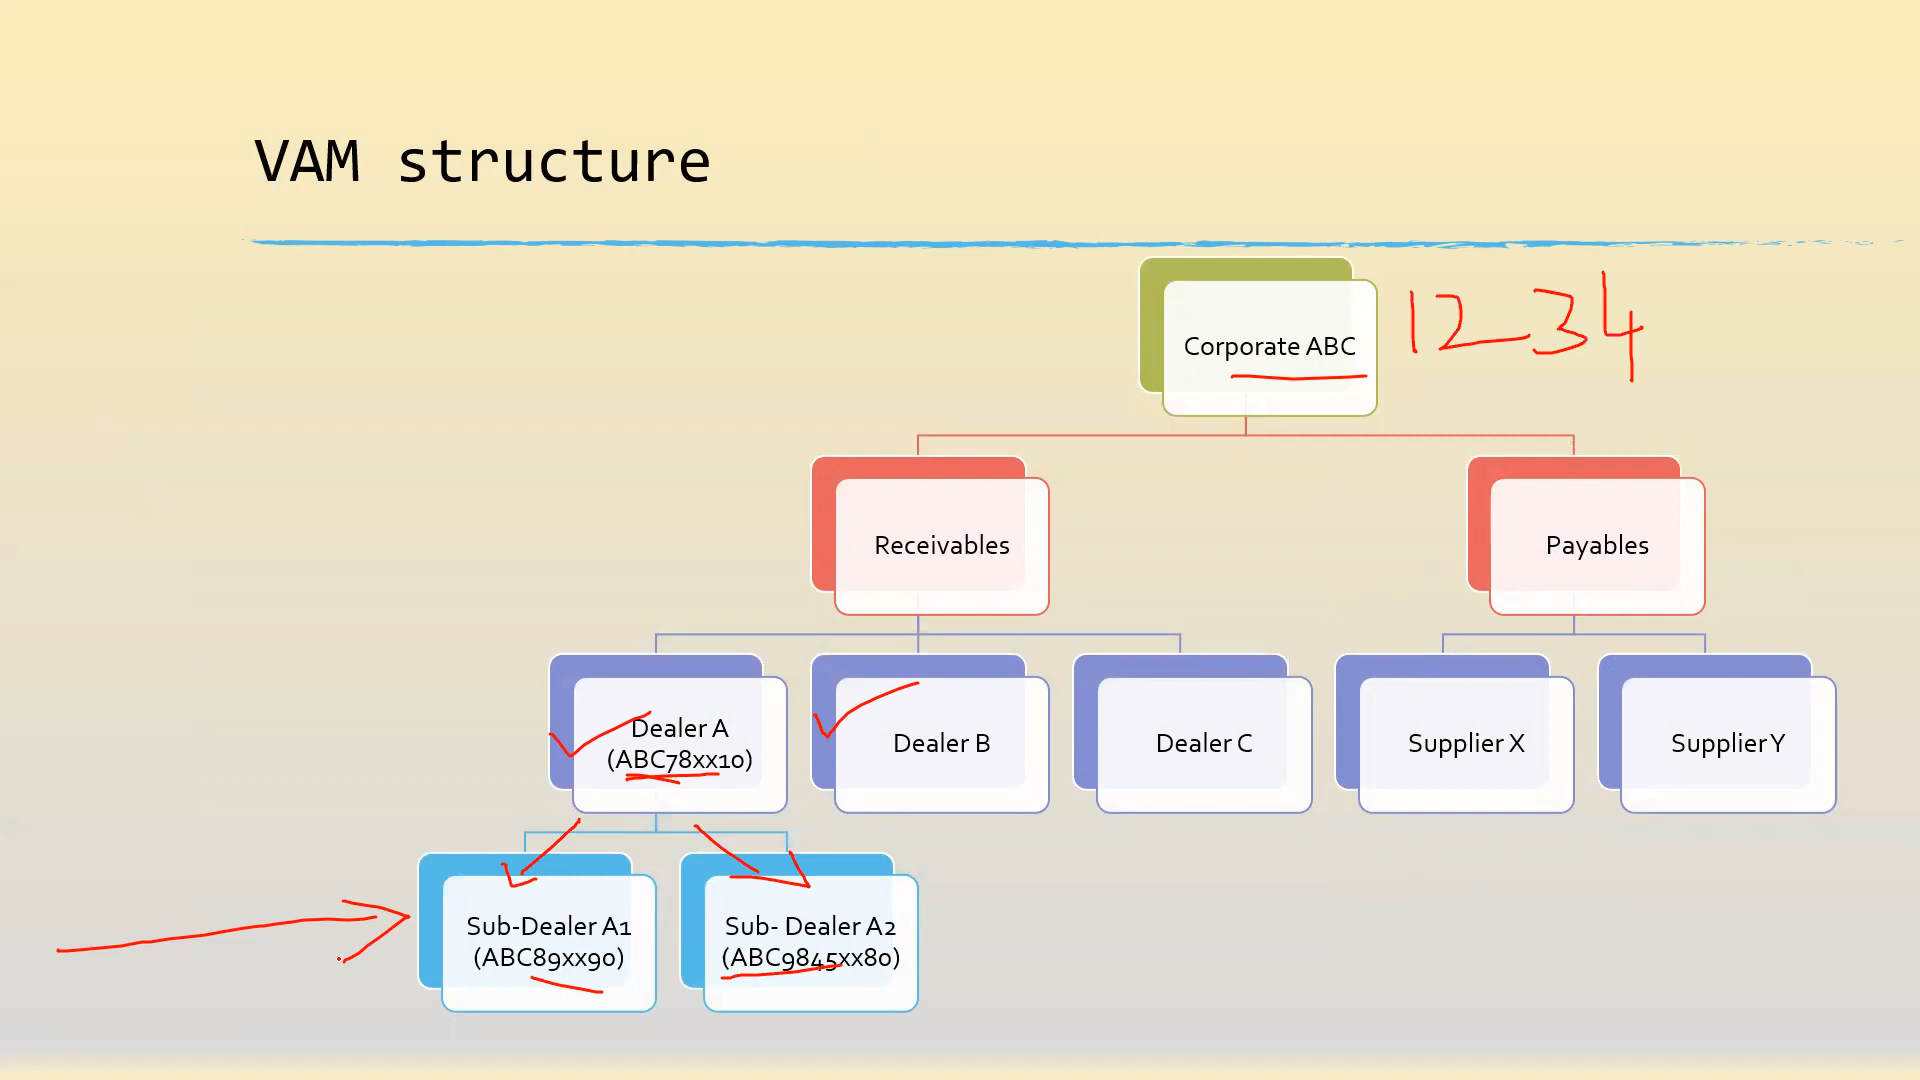 VAM structure
Corporate ABC
1234
Receivables
Payables
Dealer A
(ABC78xx10)
Dealer B
Dealer C
Supplier X
Supplier Y
Sub-Dealer A1
(ABC89xx90)
Sub- Dealer A2
(ABC9845xx80)